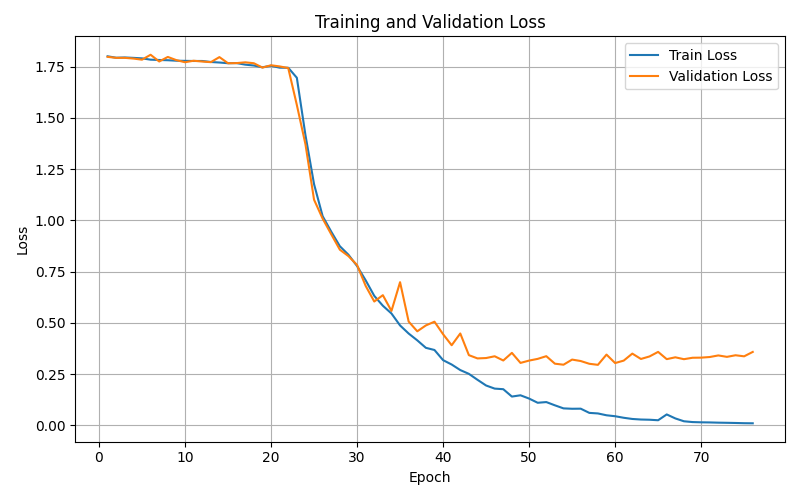 Training and Validation Loss
Train Loss
Validation Loss
1.75
1.50
1.25
1.00
0.75
0.50
0.25
0.00
Loss
0 10 20 30 40 50 60 70
Epoch